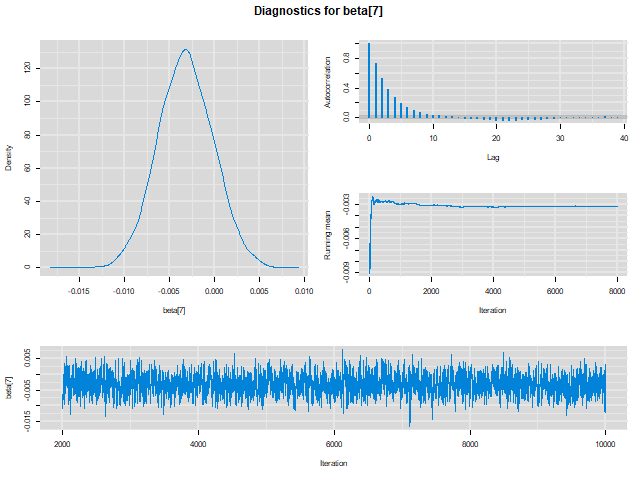 Diagnostics for beta[7]
Density
0 20 40 60 80 100 120
-0.015 -0.010 -0.005 0.000 0.005 0.010
beta[7]
Autocorrelation
0.0 0.4 0.8
0 10 20 30 40
Lag
Running mean
-0.009 -0.006 -0.003
0 2000 4000 6000 8000
Iteration
beta[7]
-0.015 -0.005 0.005
2000 4000 6000 8000 10000
Iteration